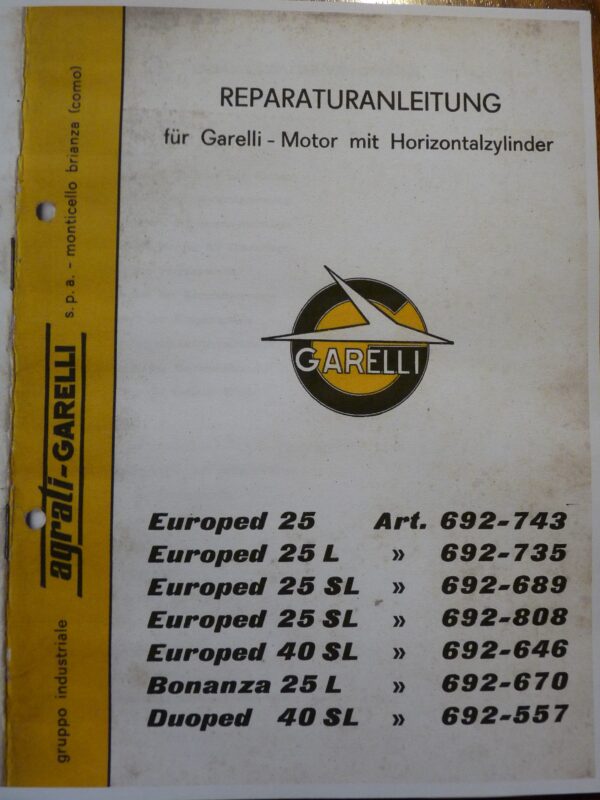 REPARATURANLEITUNG
für Garelli - Motor mit Horizontalzylinder
GARELLI
Europed 25 Art. 692-743
Europed 25 L » 692-735
Europed 25 SL » 692-689
Europed 25 SL » 692-808
Europed 40 SL » 692-646
Bonanza 25 L » 692-670
Duoped 40 SL » 692-557
gruppo industriale agrati-GARELLI s.p.a. - monticello brianza (como)